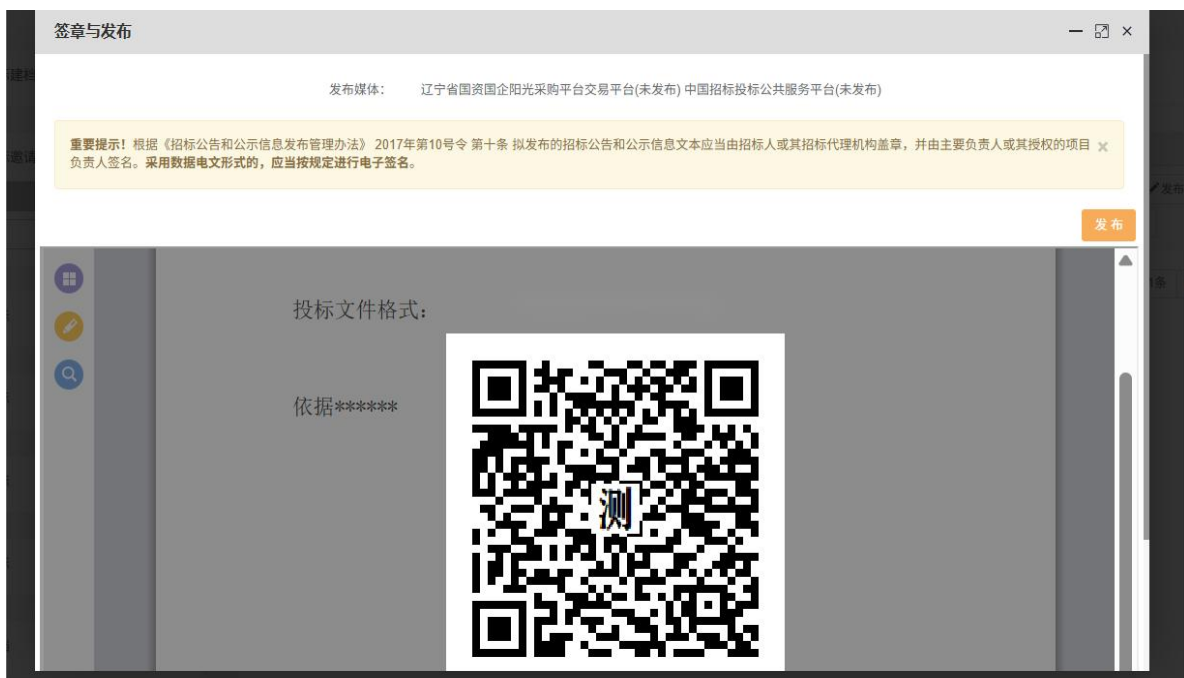 签章与发布
发布媒体： 辽宁省国资国企阳光采购平台交易平台(未发布) 中国招标投标公共服务平台(未发布)
重要提示！根据《招标公告和公示信息发布管理办法》 2017年第10号令 第十条 拟发布的招标公告和公示信息文本应当由招标人或其招标代理机构盖章，并由主要负责人或其授权的项目
负责人签名。采用数据电文形式的，应当按规定进行电子签名。
发布
发 布
条
投标文件格式：
依据******
测